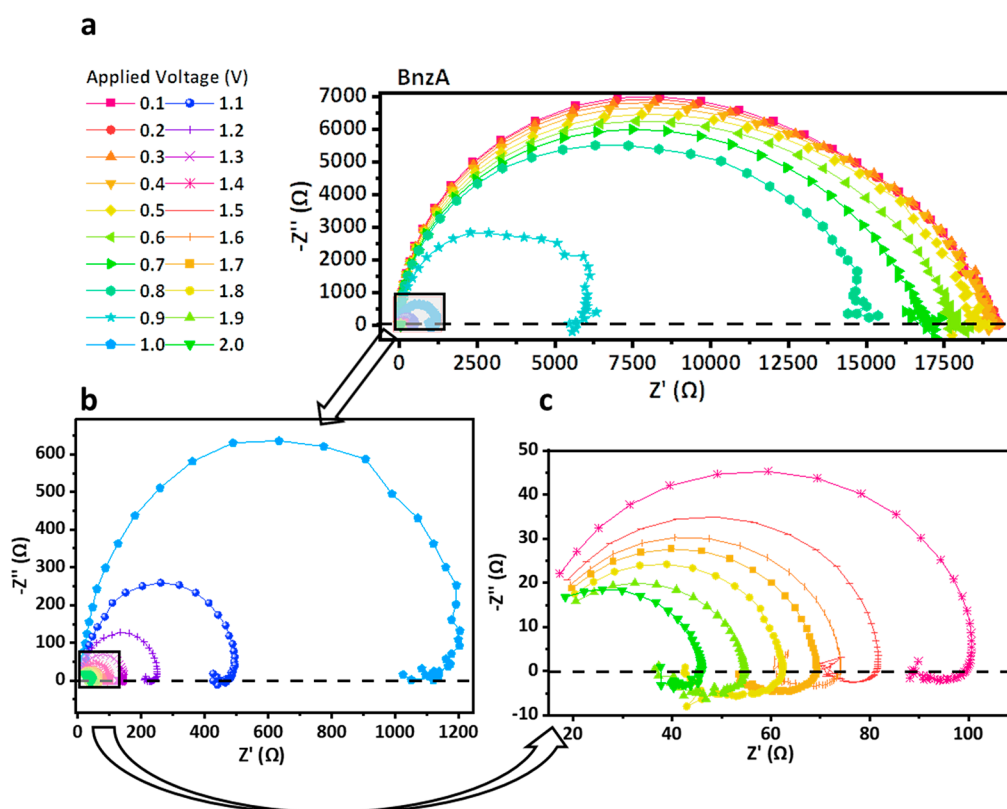 a
Applied Voltage (V)
0.1 1.1
0.2 1.2
0.3 1.3
0.4 1.4
0.5 1.5
0.6 1.6
0.7 1.7
0.8 1.8
0.9 1.9
1.0 2.0
BnzA
7000
6000
5000
4000
3000
2000
1000
0
-Z'' (Ω)
0 2500 5000 7500 10000 12500 15000 17500
Z' (Ω)
b
600
500
400
300
200
100
0
-Z'' (Ω)
0 200 400 600 800 1000 1200
Z' (Ω)
c
50
40
30
20
10
0
-10
-Z'' (Ω)
20 40 60 80 100
Z' (Ω)